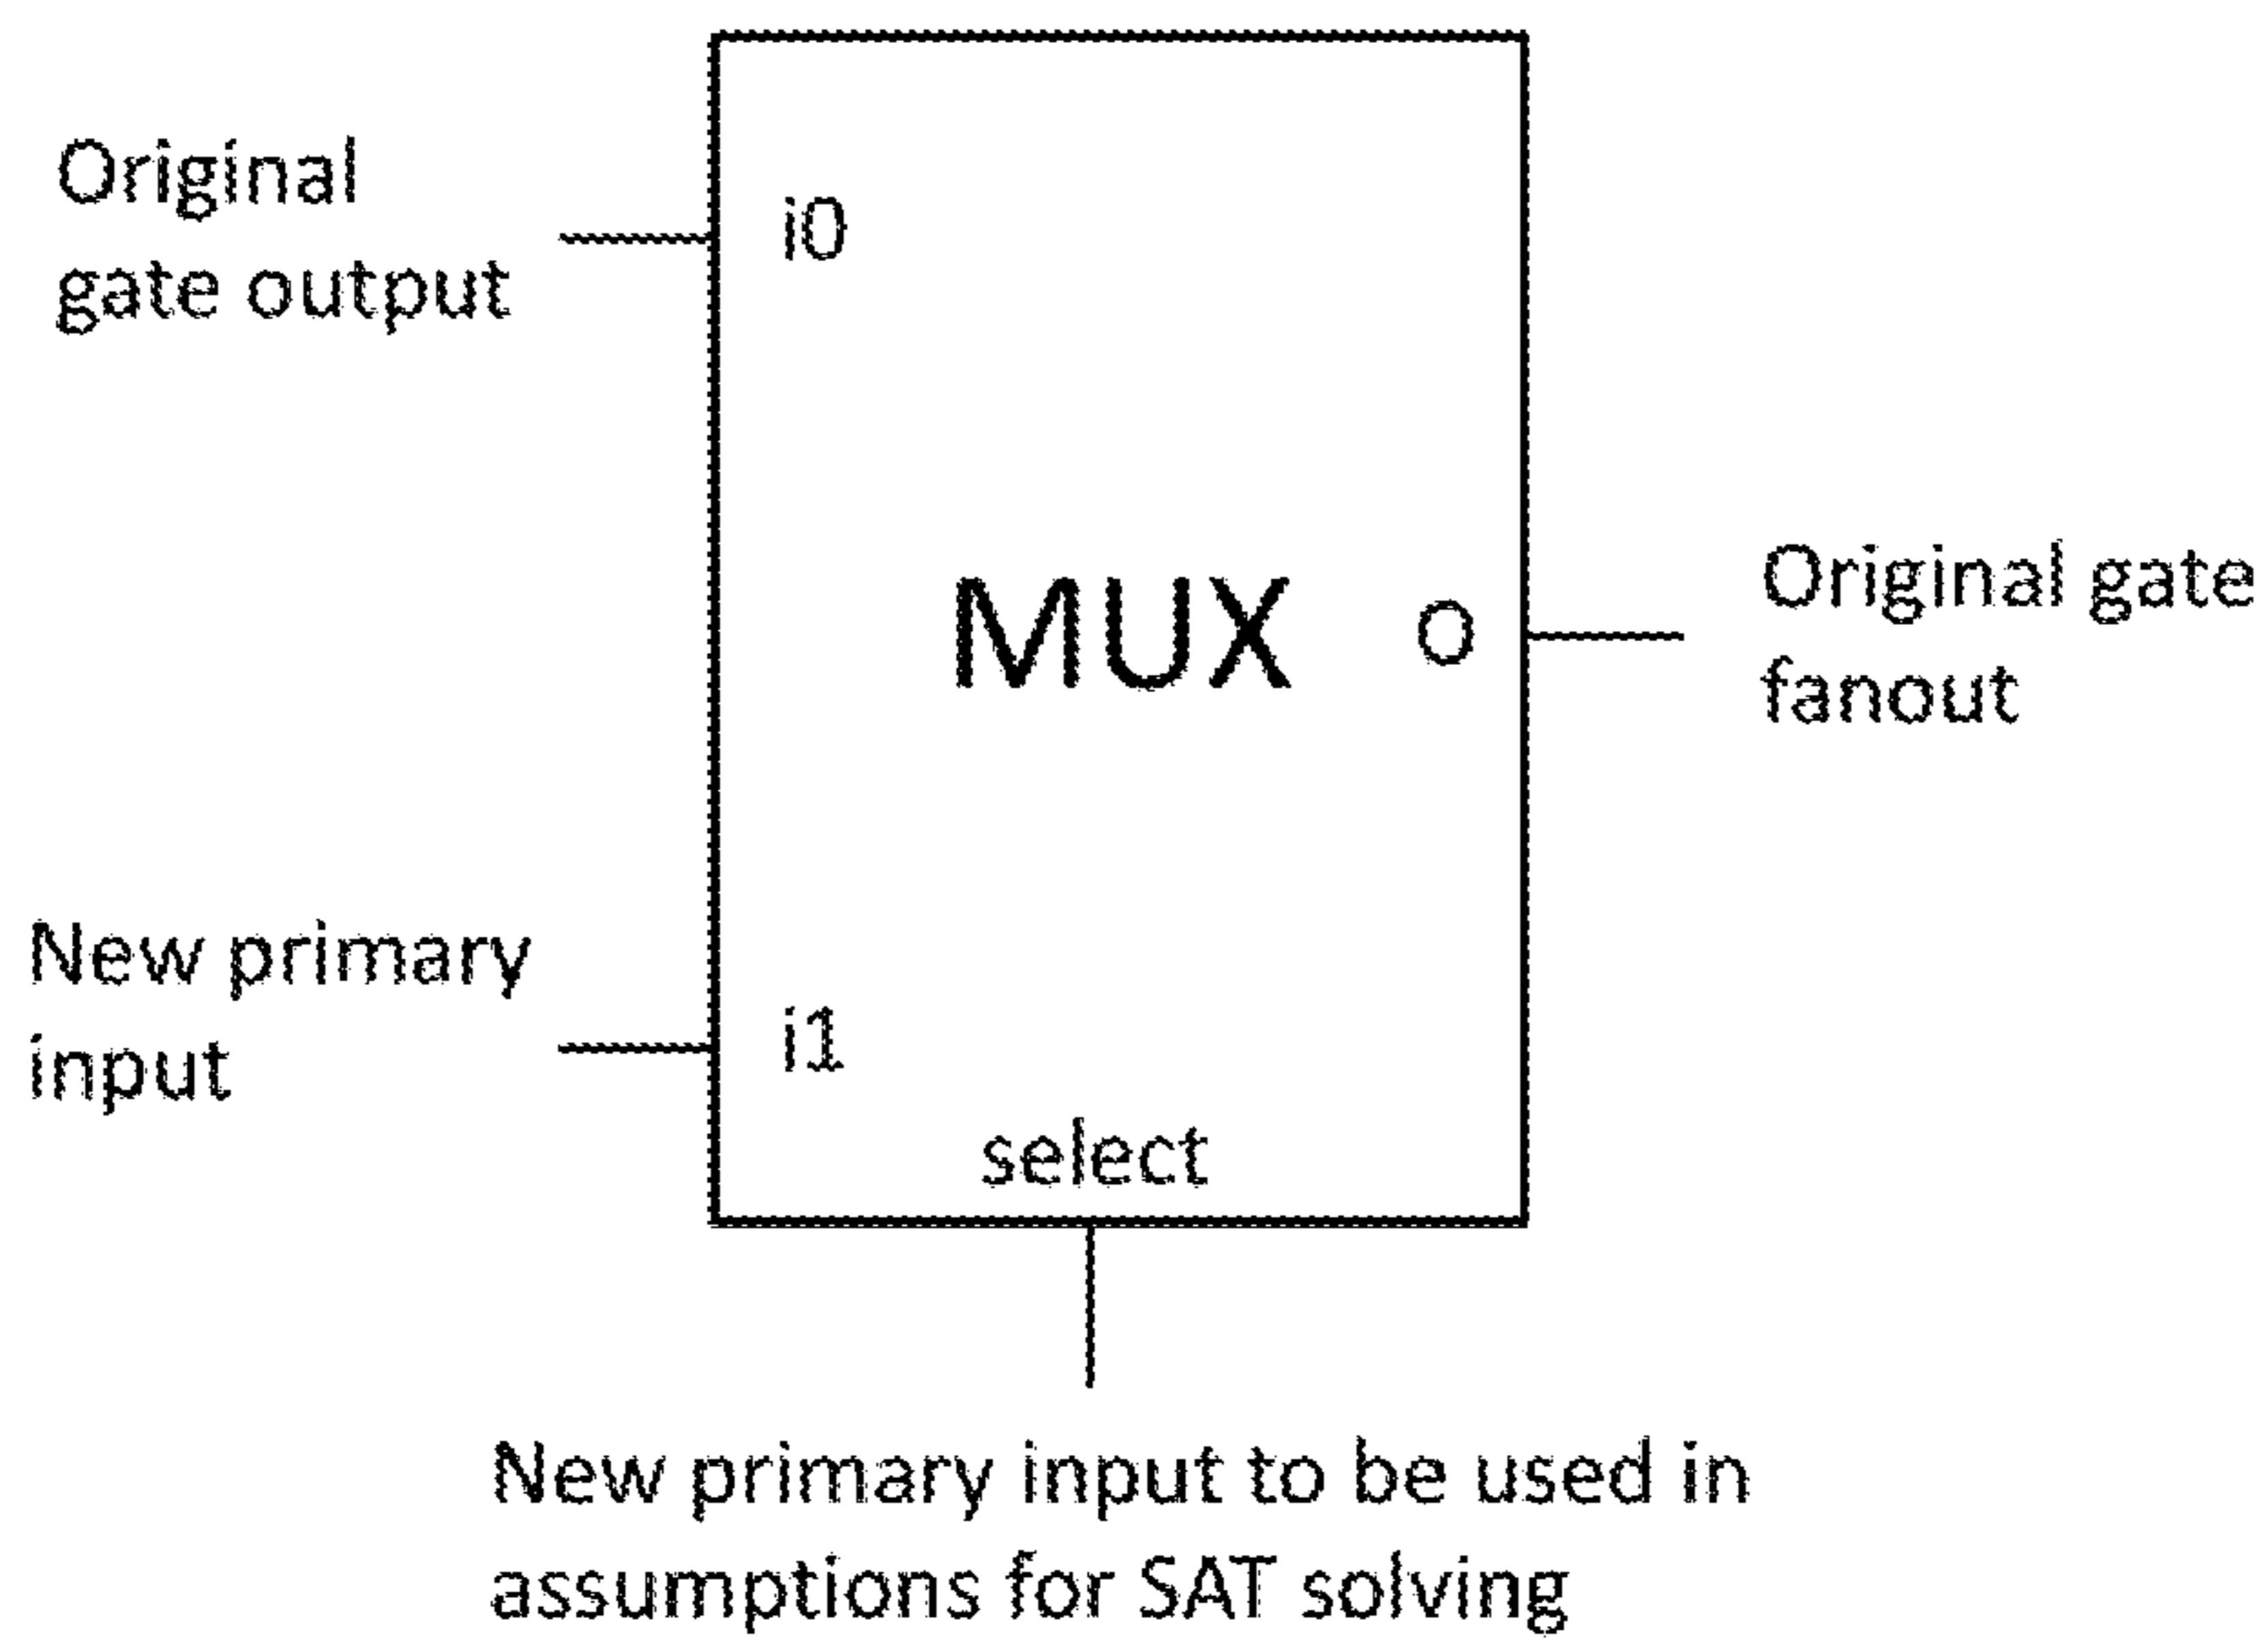 Original
gate output
i0
MUX
O
Original gate
fanout
New primary
input
i1
select
New primary input to be used in
assumptions for SAT solving